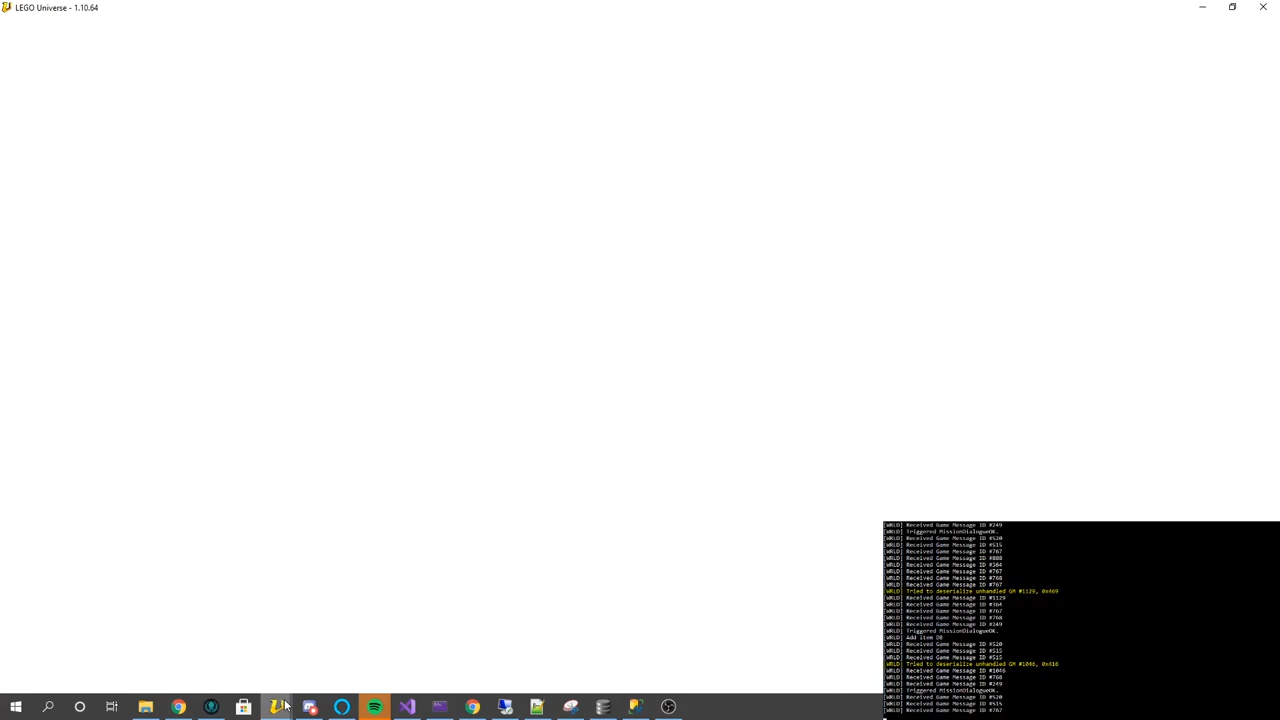 LEGO Universe - 1.10.64
[WRLD] Received Game Message ID #249
[WRLD] Triggered MissionDialogueOK.
[WRLD] Received Game Message ID #520
[WRLD] Received Game Message ID #515
[WRLD] Received Game Message ID #767
[WRLD] Received Game Message ID #888
[WRLD] Received Game Message ID #364
[WRLD] Received Game Message ID #767
[WRLD] Received Game Message ID #768
[WRLD] Received Game Message ID #767
[WRLD] Tried to deserialize unhandled GM #1129, 0x469
[WRLD] Received Game Message ID #1129
[WRLD] Received Game Message ID #364
[WRLD] Received Game Message ID #767
[WRLD] Received Game Message ID #768
[WRLD] Received Game Message ID #249
[WRLD] Triggered MissionDialogueOK.
[WRLD] Add item DB
[WRLD] Received Game Message ID #520
[WRLD] Received Game Message ID #515
[WRLD] Received Game Message ID #515
[WRLD] Tried to deserialize unhandled GM #1046, 0x416
[WRLD] Received Game Message ID #1046
[WRLD] Received Game Message ID #768
[WRLD] Received Game Message ID #249
[WRLD] Triggered MissionDialogueOK.
[WRLD] Received Game Message ID #520
[WRLD] Received Game Message ID #515
[WRLD] Received Game Message ID #767